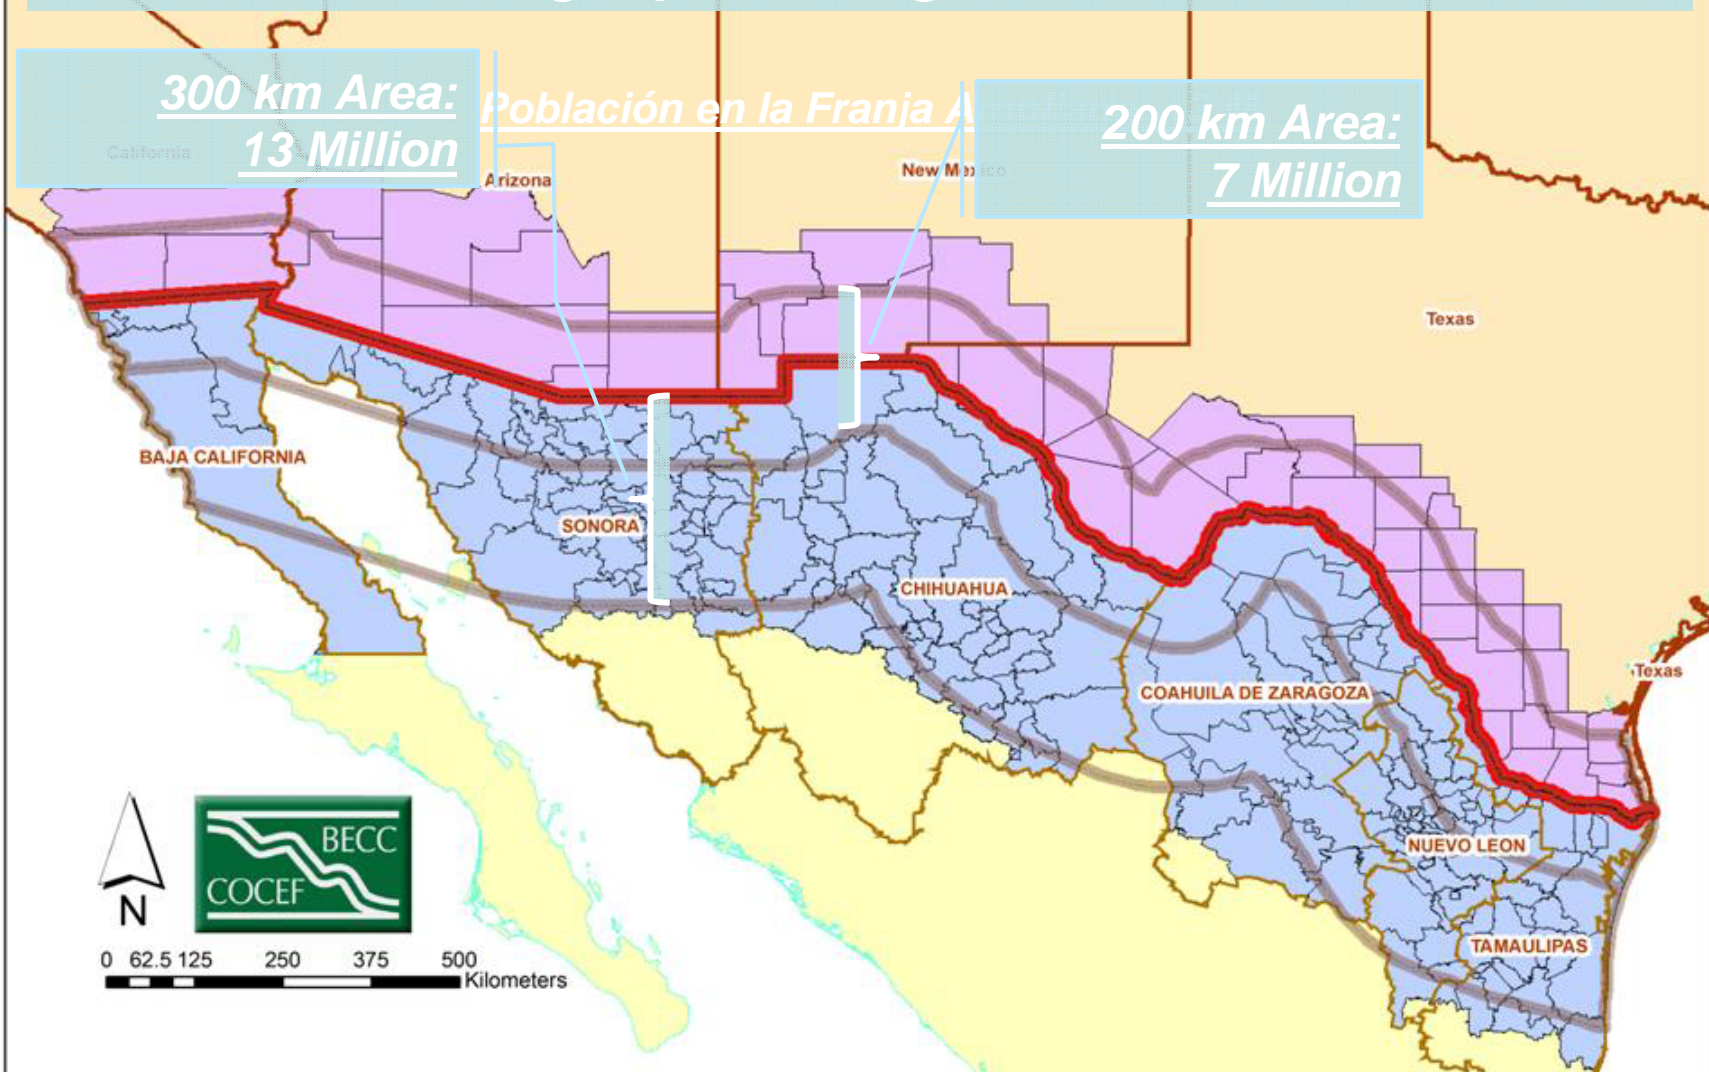 300 km Area:
13 Million
Población en la Franja
200 km Area:
7 Million
California
Arizona
New Mexico
Texas
BAJA CALIFORNIA
SONORA
CHIHUAHUA
COAHUILA DE ZARAGOZA
Texas
NUEVO LEON
TAMAULIPAS
BECC
COCEF
N
0 62.5 125 250 375 500
Kilometers